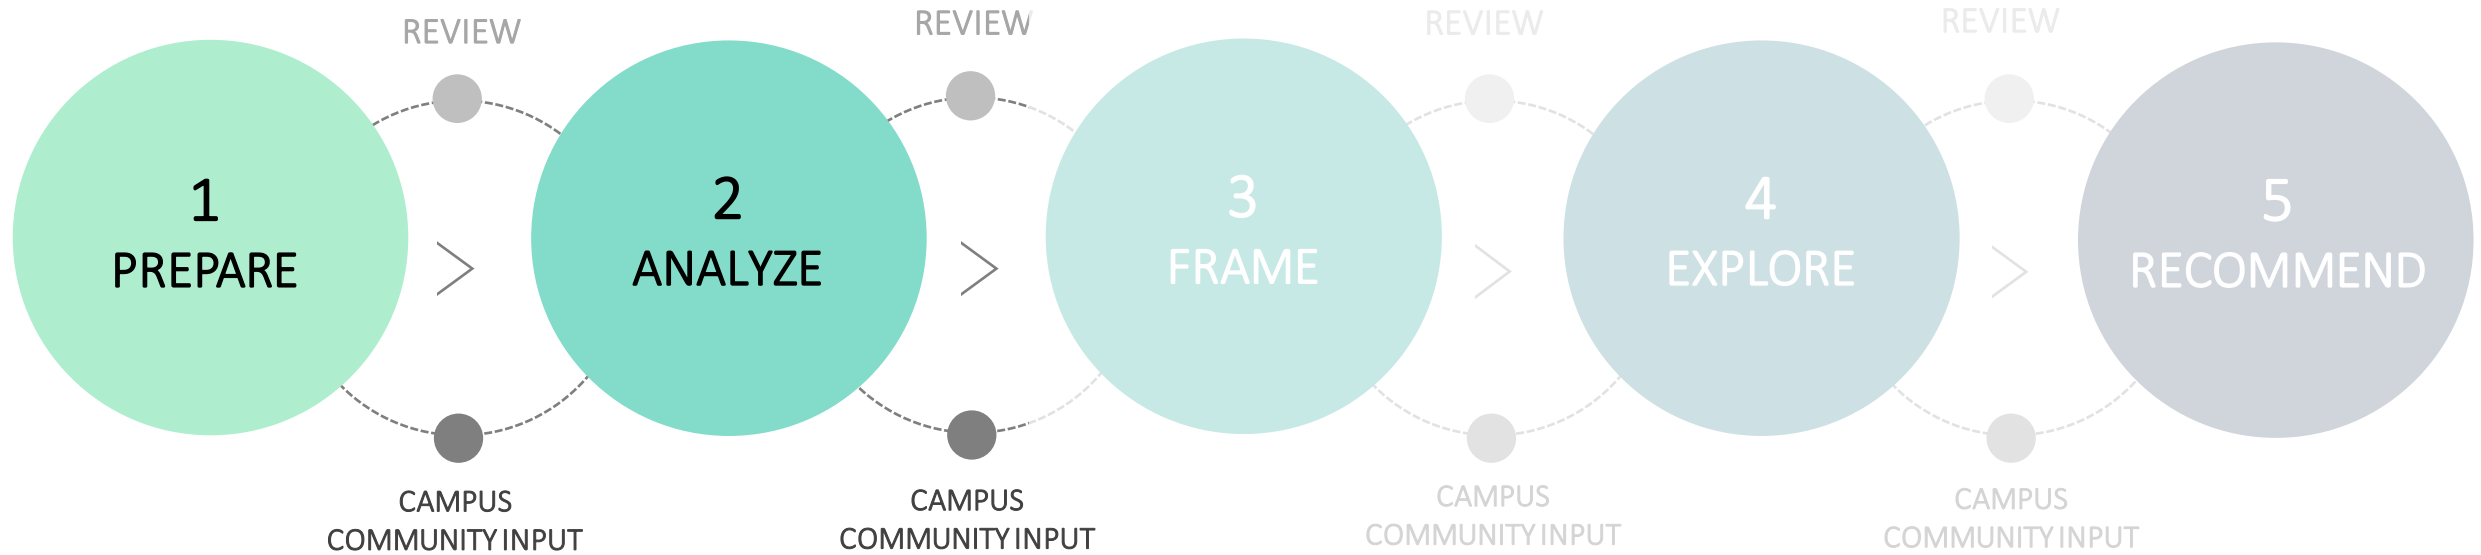 REVIEW
REVIEW
REVIEW
REVIEW
1
PREPARE
2
ANALYZE
3
FRAME
4
EXPLORE
5
RECOMMEND
CAMPUS
COMMUNITY INPUT
CAMPUS
COMMUNITY INPUT
CAMPUS
COMMUNITY INPUT
CAMPUS
COMMUNITY INPUT